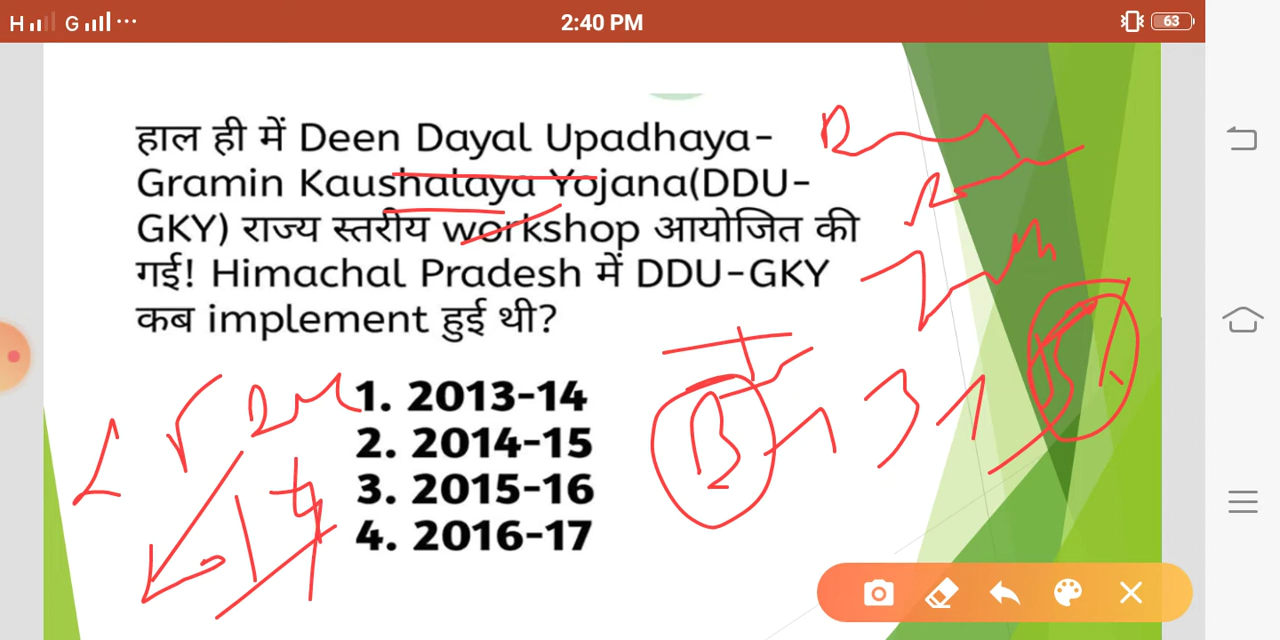 H G ...
2:40 PM
63
हाल ही में Deen Dayal Upadhaya-
Gramin Kaushalaya Yojana(DDU-
GKY) राज्य स्तरीय workshop आयोजित की
गई! Himachal Pradesh में DDU-GKY
कब implement हुई थी?
1. 2013-14
2. 2014-15
3. 2015-16
4. 2016-17